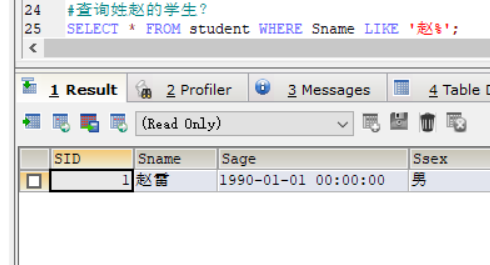 24 #查询姓赵的学生?
25 SELECT * FROM student WHERE Sname LIKE '赵%';
<
1 Result 2 Profiler 3 Messages 4 Table D
(Read Only)
SID Sname Sage Ssex
1 赵雷 1990-01-01 00:00:00 男